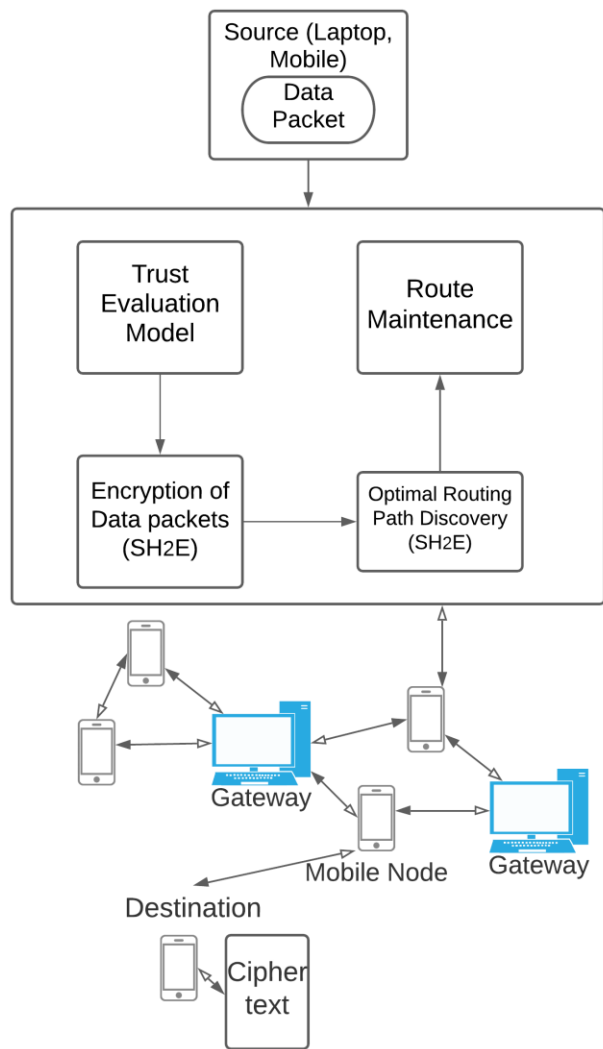 Source (Laptop,
Mobile)
Data
Packet
Trust
Evaluation
Model
Route
Maintenance
Encryption of
Data packets
(SH2E)
Optimal Routing
Path Discovery
(SH2E)
Gateway
Mobile Node
Gateway
Destination
Cipher
text